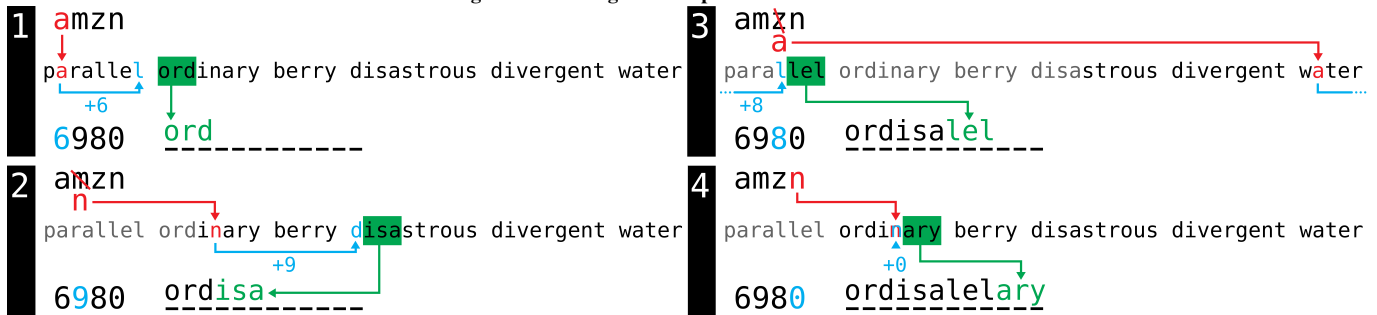 1
amzn
parallel ordinary berry disastrous divergent water
+6
6980 ord
2
amzn
n
parallel ordinary berry disastrous divergent water
+9
6980 ordisa
3
amzn
a
parallel ordinary berry disastrous divergent water
+8
6980 ordisalel
4
amzn
parallel ordinary berry disastrous divergent water
+0
6980 ordisalelary